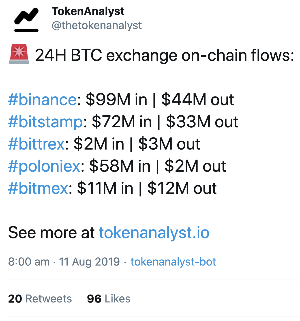 TokenAnalyst
@thetokenanalyst
🚨 24H BTC exchange on-chain flows:
#binance: $99M in | $44M out
#bitstamp: $72M in | $33M out
#bittrex: $2M in | $3M out
#poloniex: $58M in | $2M out
#bitmex: $11M in | $12M out
See more at tokenanalyst.io
8:00 am · 11 Aug 2019 · tokenanalyst-bot
20 Retweets 96 Likes